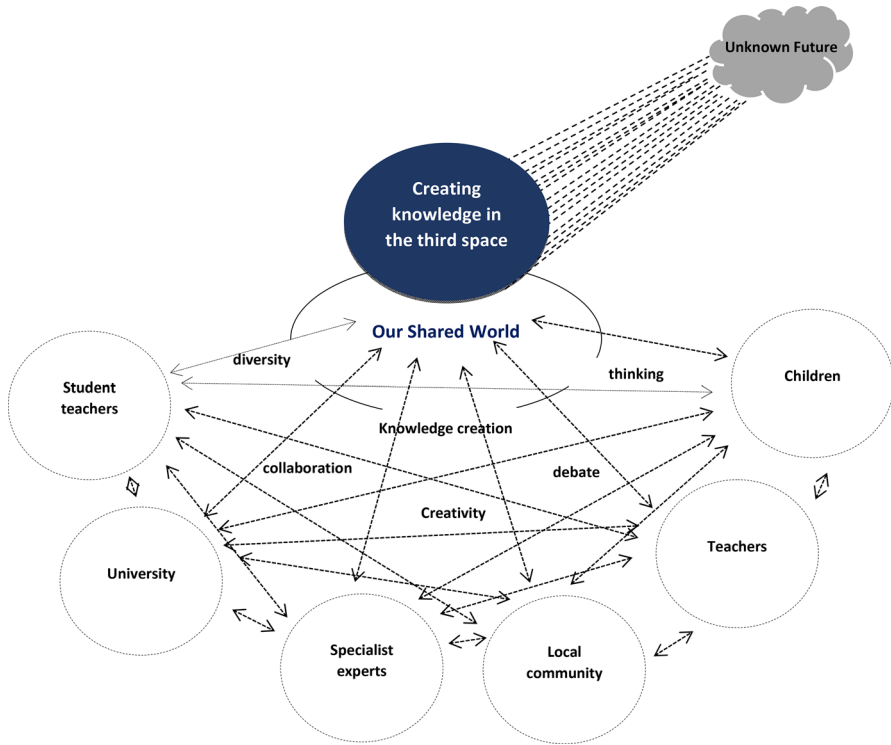 Unknown Future
Creating
knowledge in
the third space
Our Shared World
diversity
thinking
Student
teachers
Children
Knowledge creation
collaboration
debate
Creativity
University
Teachers
Specialist
experts
Local
community